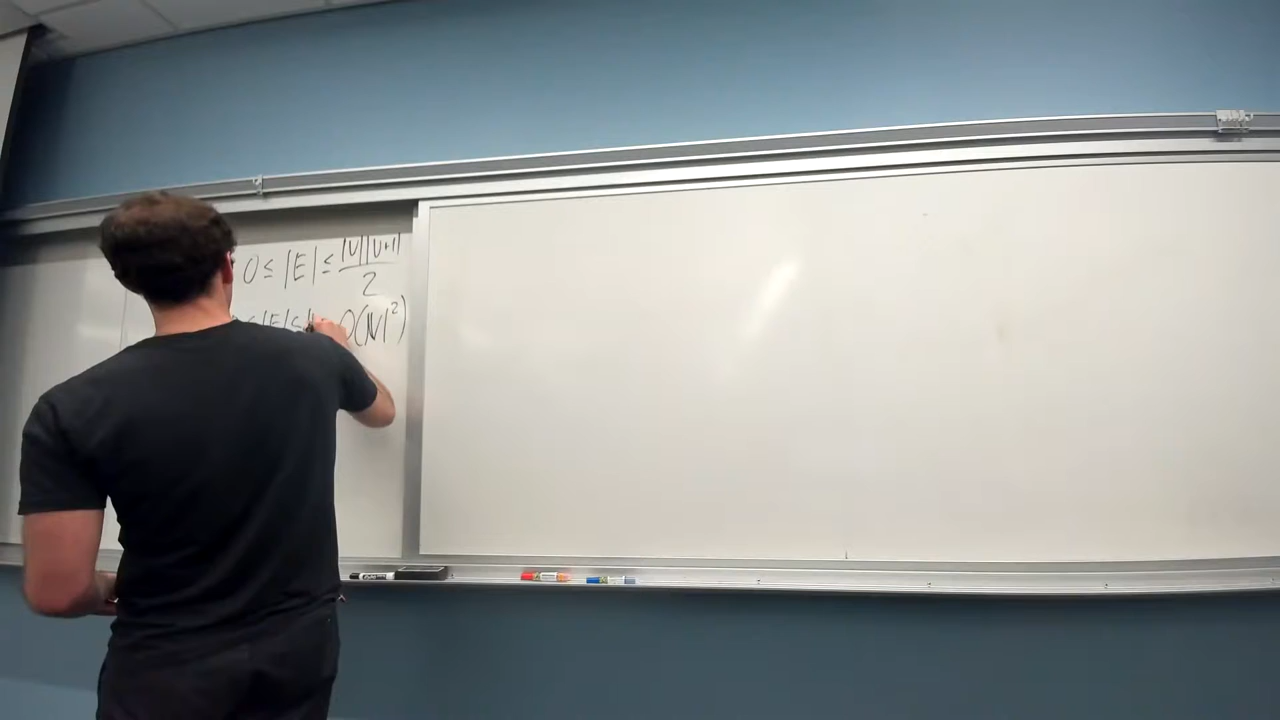 0 ≤ |E| ≤ |V||V+1|/2
≤ |E| ≤ O(|V|²)